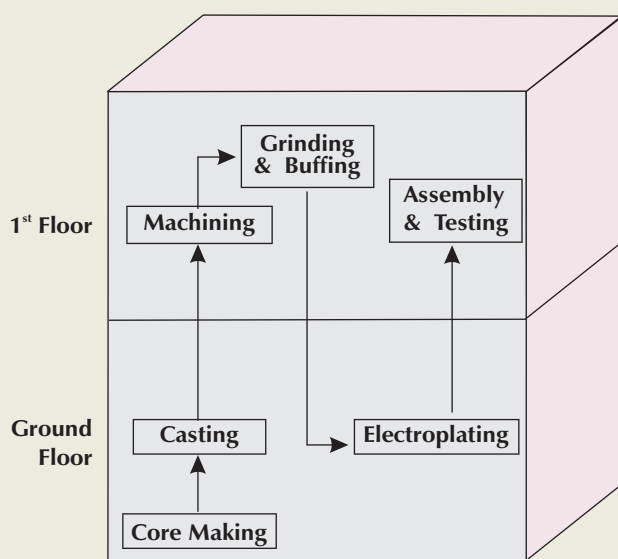 Grinding
& Buffing
Assembly
& Testing
1st Floor
Machining
Ground
Floor
Casting
Electroplating
Core Making